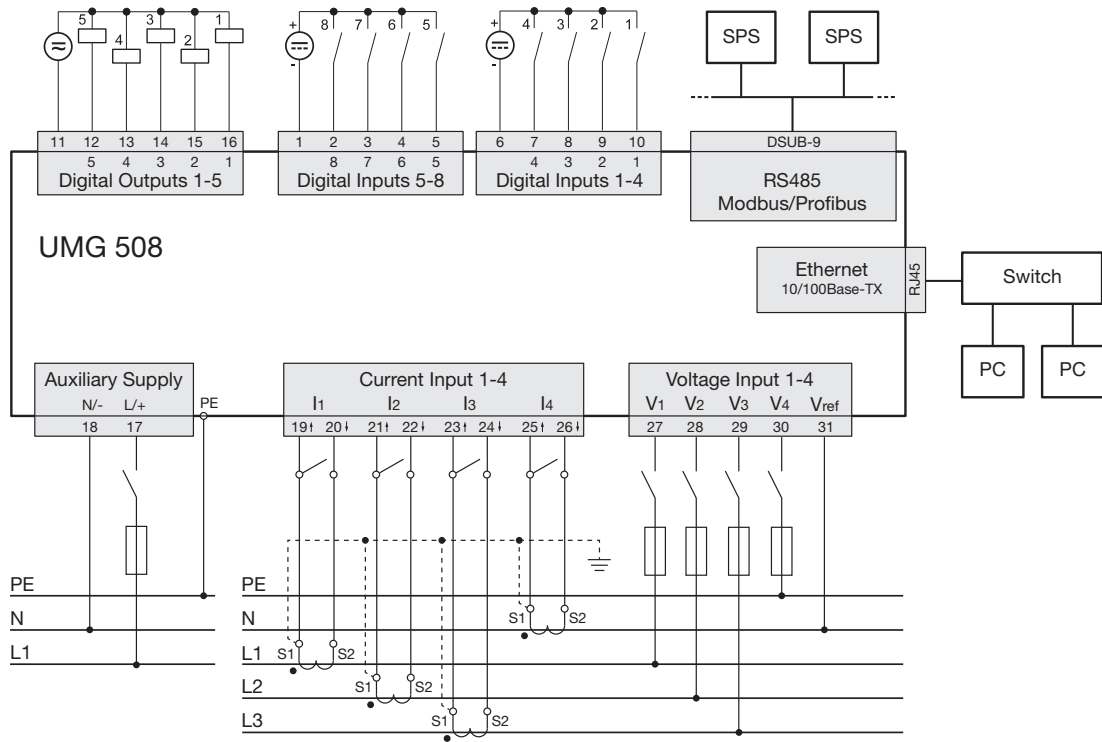 5 3 1
4 2
+ 8 7 6 5
-
+ 4 3 2 1
-
SPS SPS
11 12 13 14 15 16
5 4 3 2 1
Digital Outputs 1-5
1 2 3 4 5
8 7 6 5
Digital Inputs 5-8
6 7 8 9 10
4 3 2 1
Digital Inputs 1-4
DSUB-9
RS485
Modbus/Profibus
UMG 508
Ethernet
10/100Base-TX
RJ45
Switch
PC PC
Auxiliary Supply
N/- L/+ PE
18 17
Current Input 1-4
I1 I2 I3 I4
19↑ 20↓ 21↑ 22↓ 23↑ 24↓ 25↑ 26↓
Voltage Input 1-4
V1 V2 V3 V4 Vref
27 28 29 30 31
PE
N
L1
PE
N
L1
L2
L3
S1 S2
S1 S2
S1 S2
S1 S2